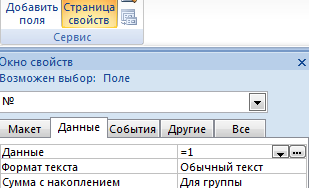 Добавить поля
Страница свойств
Сервис
Окно свойств
Возможен выбор: Поле
№
Макет Данные События Другие Все
Данные =1
Формат текста Обычный текст
Сумма с накоплением Для группы